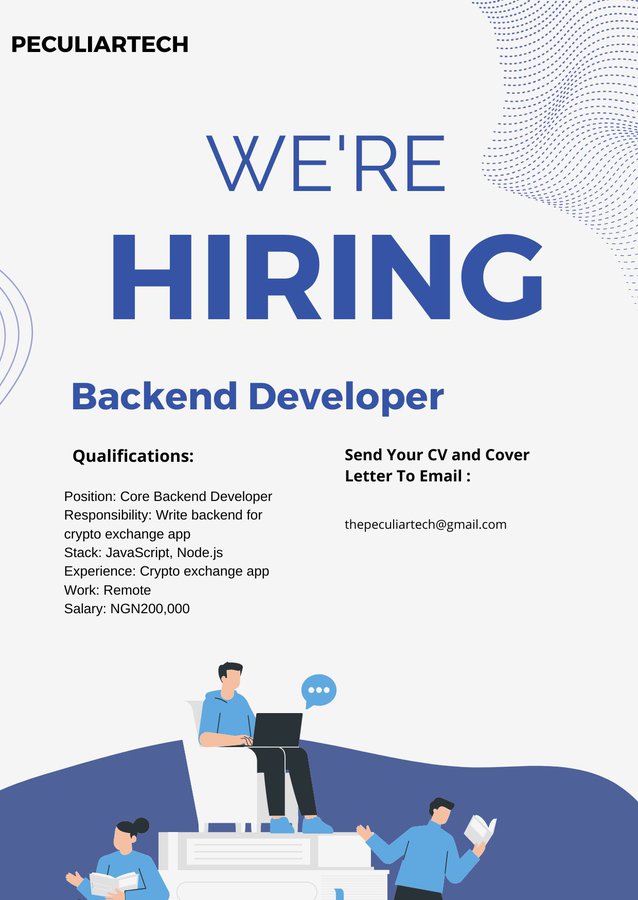 PECULIARTECH
WE'RE
HIRING
Backend Developer
Qualifications:
Position: Core Backend Developer
Responsibility: Write backend for
crypto exchange app
Stack: JavaScript, Node.js
Experience: Crypto exchange app
Work: Remote
Salary: NGN200,000
Send Your CV and Cover
Letter To Email :
thepeculiartech@gmail.com